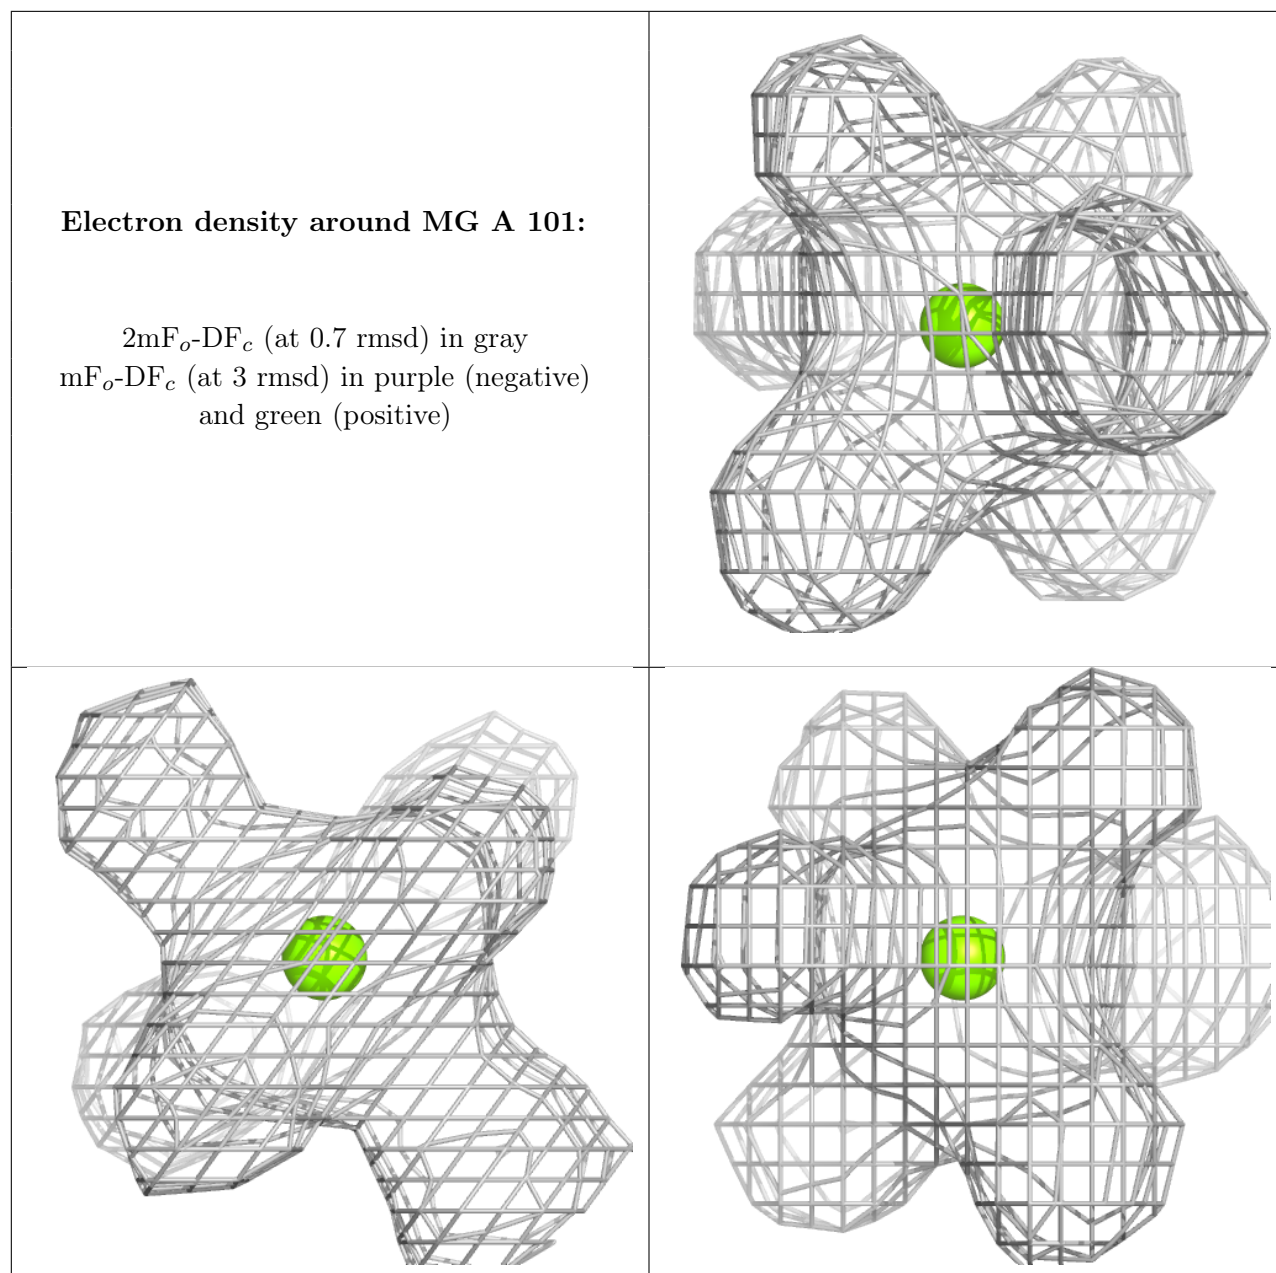 Electron density around MG A 101:
2mFo-DFc (at 0.7 rmsd) in gray
mFo-DFc (at 3 rmsd) in purple (negative)
and green (positive)